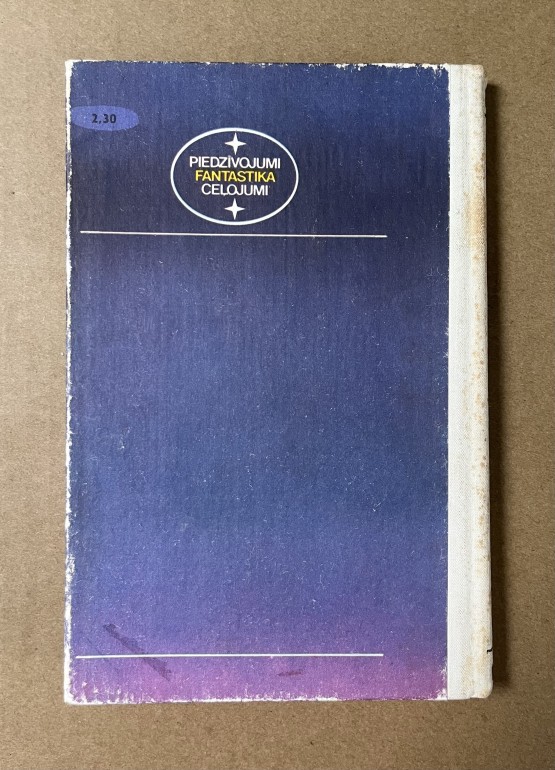 2,30
PIEDZĪVOJUMI
FANTASTIKA
CEĻOJUMI